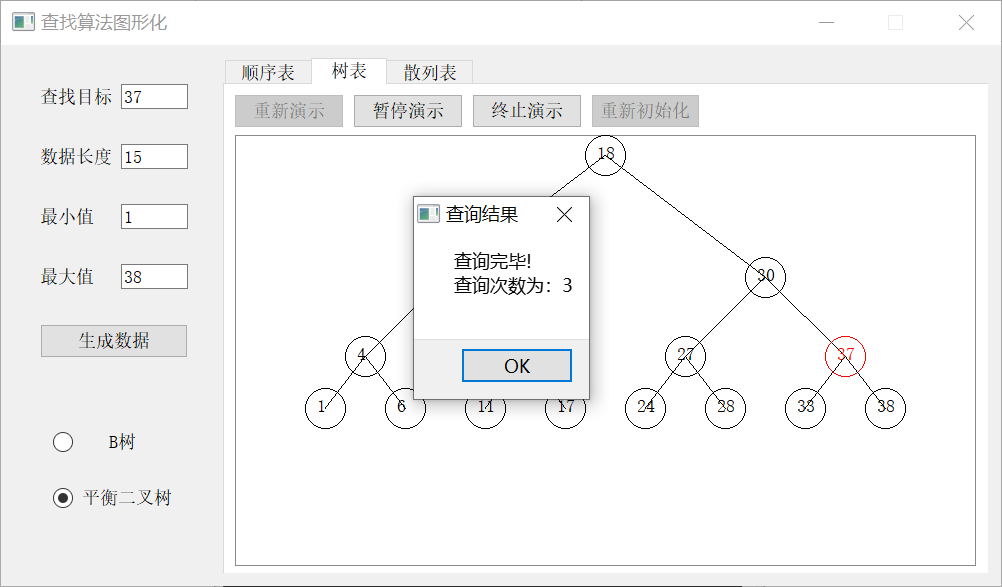 查找算法图形化
顺序表 树表 散列表
查找目标 37
数据长度 15
最小值 1
最大值 38
生成数据
B树
平衡二叉树
重新演示 暂停演示 终止演示 重新初始化
18
30
4 27 37
1 6 11 17 24 28 33 38
查询结果
查询完毕!
查询次数为：3
OK